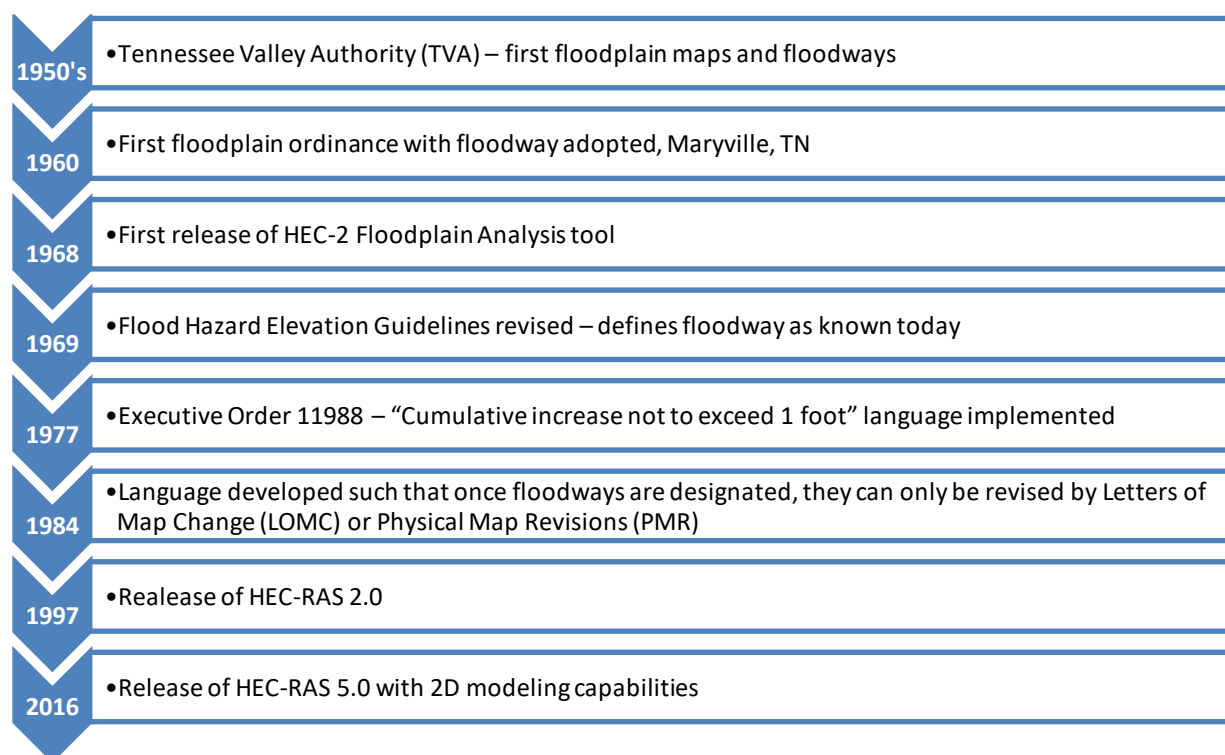 1950's
•Tennessee Valley Authority (TVA) – first floodplain maps and floodways
1960
•First floodplain ordinance with floodway adopted, Maryville, TN
1968
•First release of HEC-2 Floodplain Analysis tool
1969
•Flood Hazard Elevation Guidelines revised – defines floodway as known today
1977
•Executive Order 11988 – “Cumulative increase not to exceed 1 foot” language implemented
1984
•Language developed such that once floodways are designated, they can only be revised by Letters of
Map Change (LOMC) or Physical Map Revisions (PMR)
1997
•Realease of HEC-RAS 2.0
2016
•Release of HEC-RAS 5.0 with 2D modeling capabilities